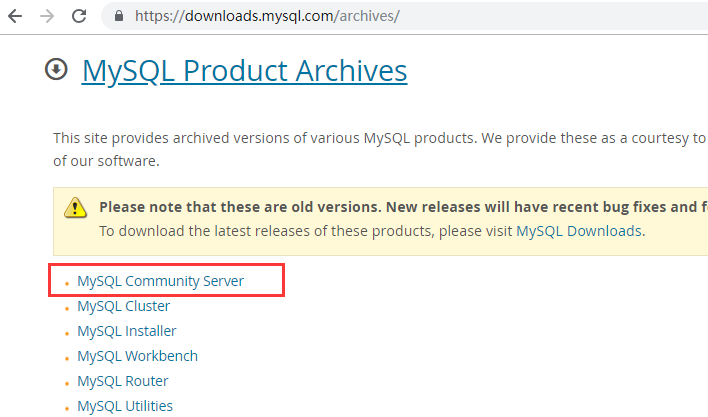 https://downloads.mysql.com/archives/
MySQL Product Archives
This site provides archived versions of various MySQL products. We provide these as a courtesy to
of our software.
Please note that these are old versions. New releases will have recent bug fixes and
To download the latest releases of these products, please visit MySQL Downloads.
MySQL Community Server
MySQL Cluster
MySQL Installer
MySQL Workbench
MySQL Router
MySQL Utilities